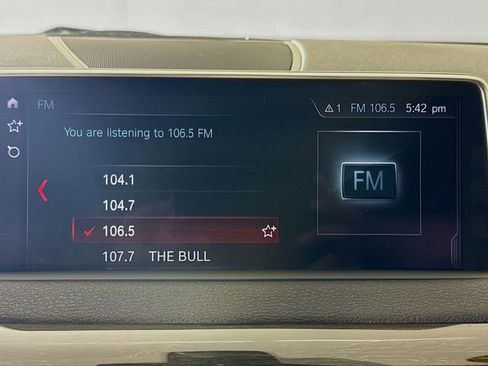 FM
1 FM 106.5 5:42 pm
You are listening to 106.5 FM
104.1
104.7
106.5
107.7 THE BULL
FM